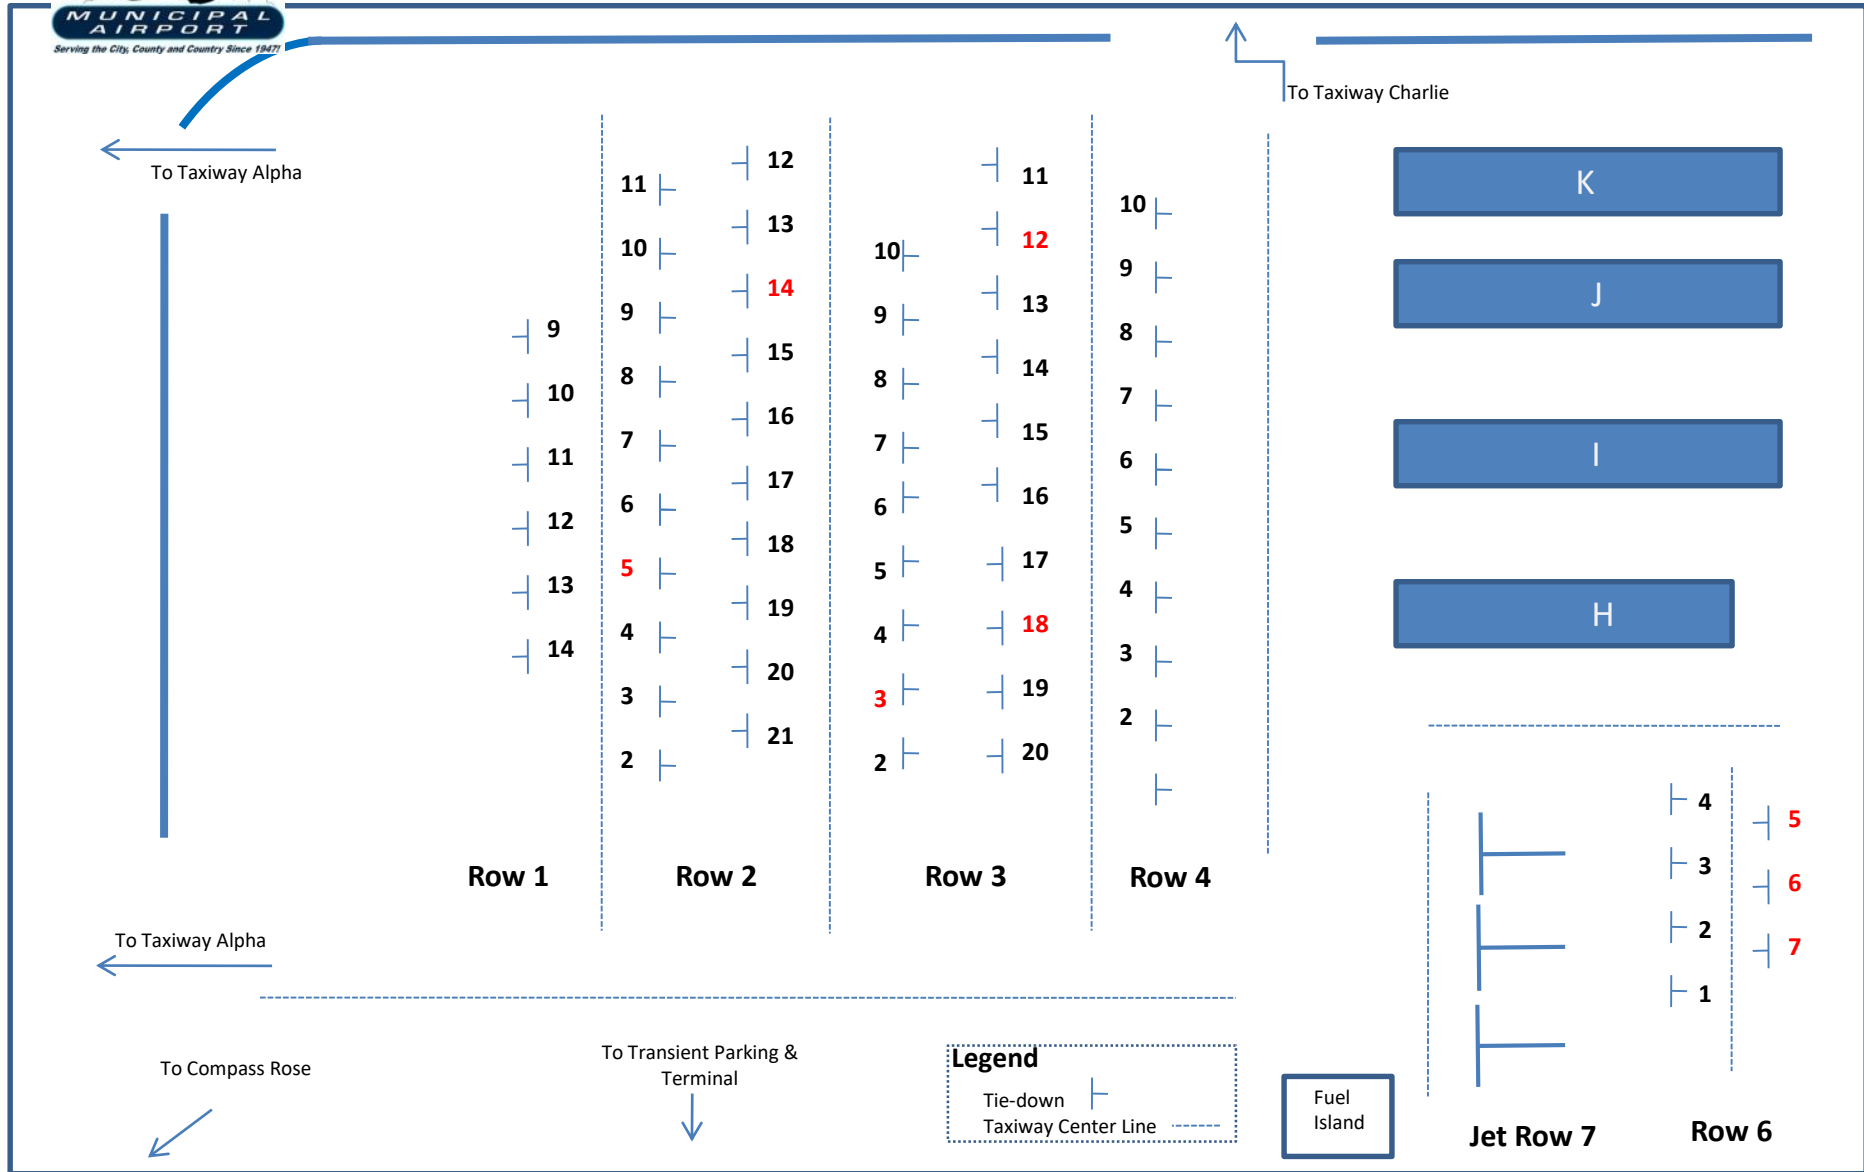 MUNICIPAL
AIRPORT
Serving the City, County and Country Since 1947!
To Taxiway Charlie
To Taxiway Alpha
9
10
11
12
13
14
Row 1
11
10
9
8
7
6
5
4
3
2
12
13
14
15
16
17
18
19
20
21
Row 2
10
9
8
7
6
5
4
3
2
11
12
13
14
15
16
17
18
19
20
Row 3
10
9
8
7
6
5
4
3
2
Row 4
K
J
I
H
4
3
2
1
5
6
7
Row 6
Jet Row 7
To Taxiway Alpha
To Compass Rose
To Transient Parking &
Terminal
Legend
Tie-down
Taxiway Center Line
Fuel
Island